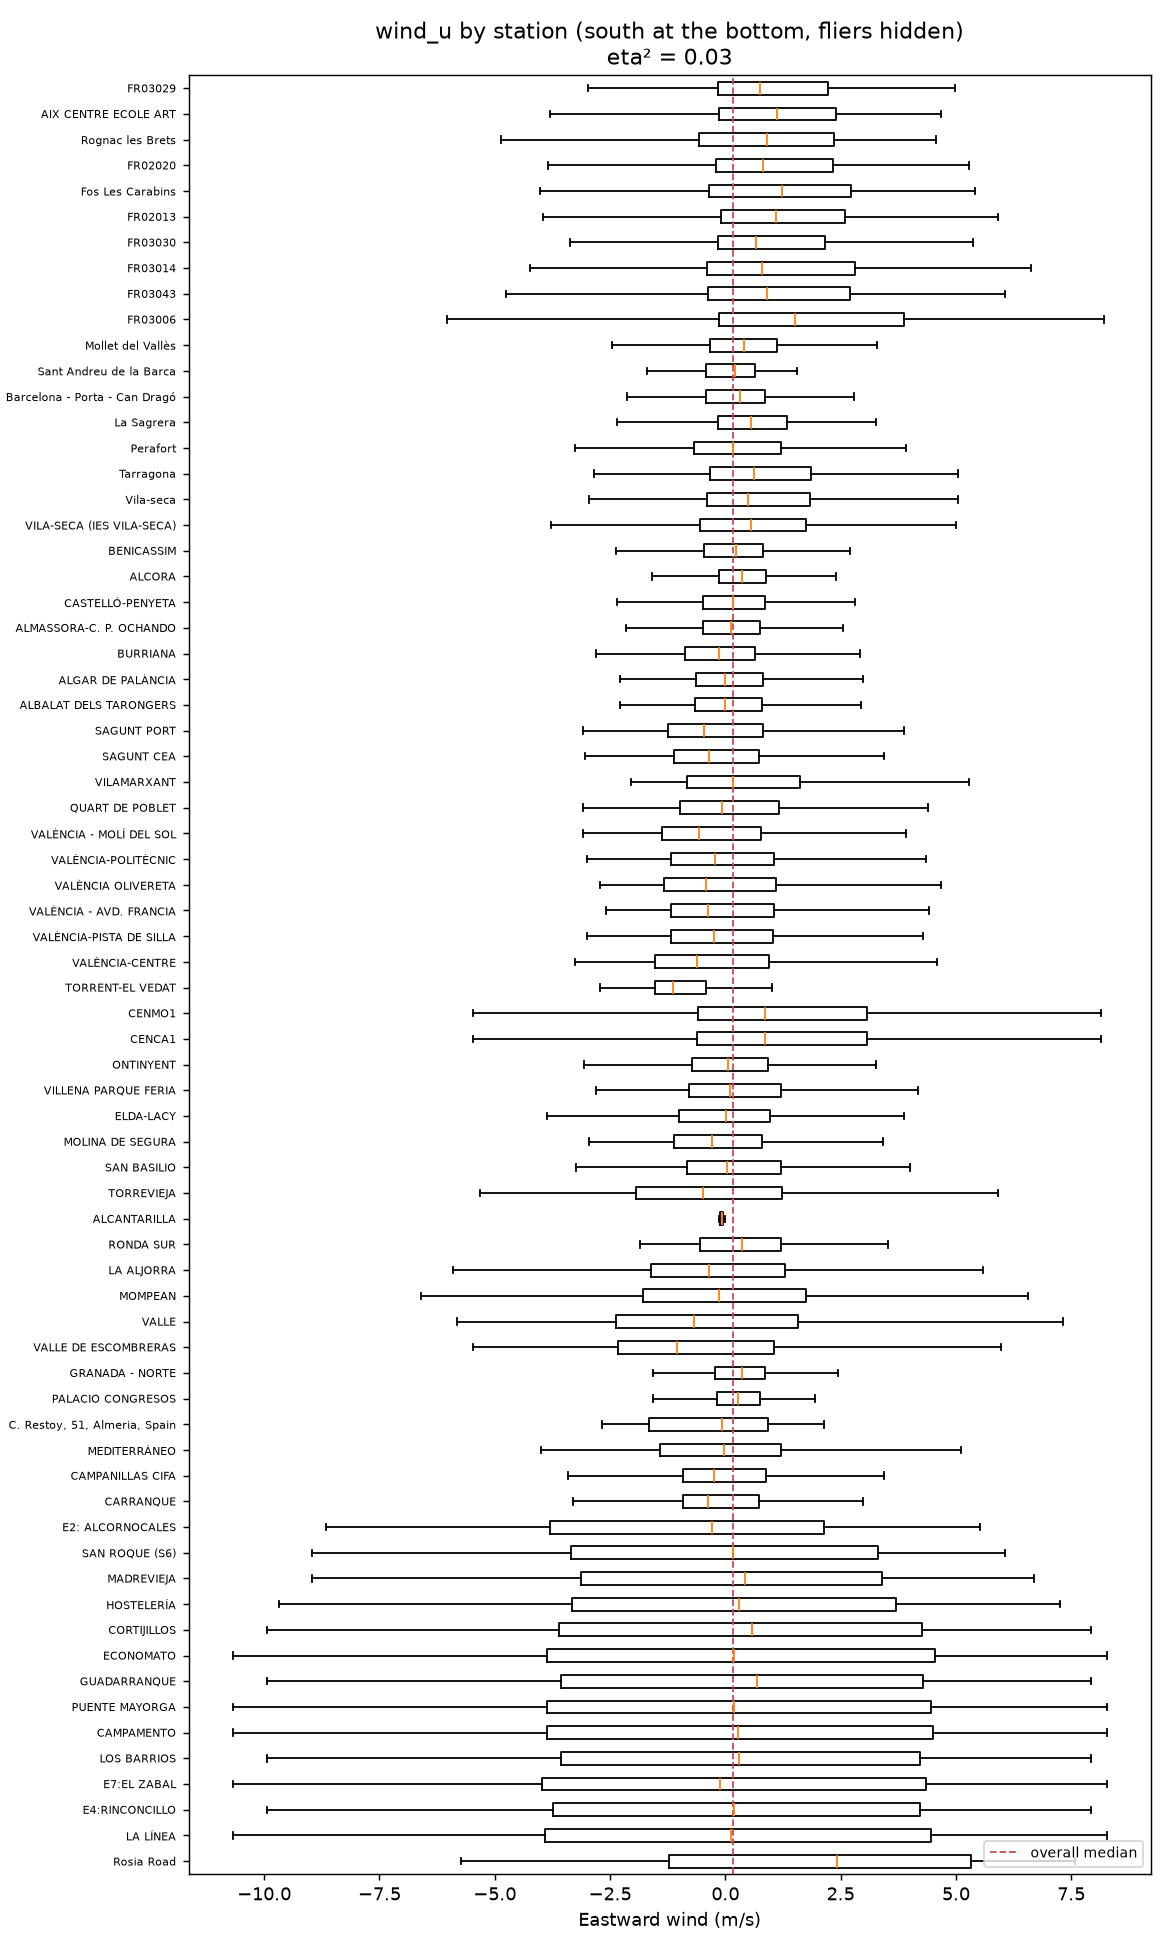 wind_u by station (south at the bottom, fliers hidden)
eta² = 0.03
FR03029
AIX CENTRE ECOLE ART
Rognac les Brets
FR02020
Fos Les Carabins
FR02013
FR03030
FR03014
FR03043
FR03006
Mollet del Vallès
Sant Andreu de la Barca
Barcelona - Porta - Can Dragó
La Sagrera
Perafort
Tarragona
Vila-seca
VILA-SECA (IES VILA-SECA)
BENICASSIM
ALCORA
CASTELLÓ-PENYETA
ALMASSORA-C. P. OCHANDO
BURRIANA
ALGAR DE PALÀNCIA
ALBALAT DELS TARONGERS
SAGUNT PORT
SAGUNT CEA
VILAMARXANT
QUART DE POBLET
VALÈNCIA - MOLÍ DEL SOL
VALÈNCIA-POLITÈCNIC
VALÈNCIA OLIVERETA
VALÈNCIA - AVD. FRANCIA
VALÈNCIA-PISTA DE SILLA
VALÈNCIA-CENTRE
TORRENT-EL VEDAT
CENMO1
CENCA1
ONTINYENT
VILLENA PARQUE FERIA
ELDA-LACY
MOLINA DE SEGURA
SAN BASILIO
TORREVIEJA
ALCANTARILLA
RONDA SUR
LA ALJORRA
MOMPEAN
VALLE
VALLE DE ESCOMBRERAS
GRANADA - NORTE
PALACIO CONGRESOS
C. Restoy, 51, Almeria, Spain
MEDITERRÁNEO
CAMPANILLAS CIFA
CARRANQUE
E2: ALCORNOCALES
SAN ROQUE (S6)
MADREVIEJA
HOSTELERÍA
CORTIJILLOS
ECONOMATO
GUADARRANQUE
PUENTE MAYORGA
CAMPAMENTO
LOS BARRIOS
E7:EL ZABAL
E4:RINCONCILLO
LA LÍNEA
Rosia Road
overall median
−10.0 −7.5 −5.0 −2.5 0.0 2.5 5.0 7.5
Eastward wind (m/s)